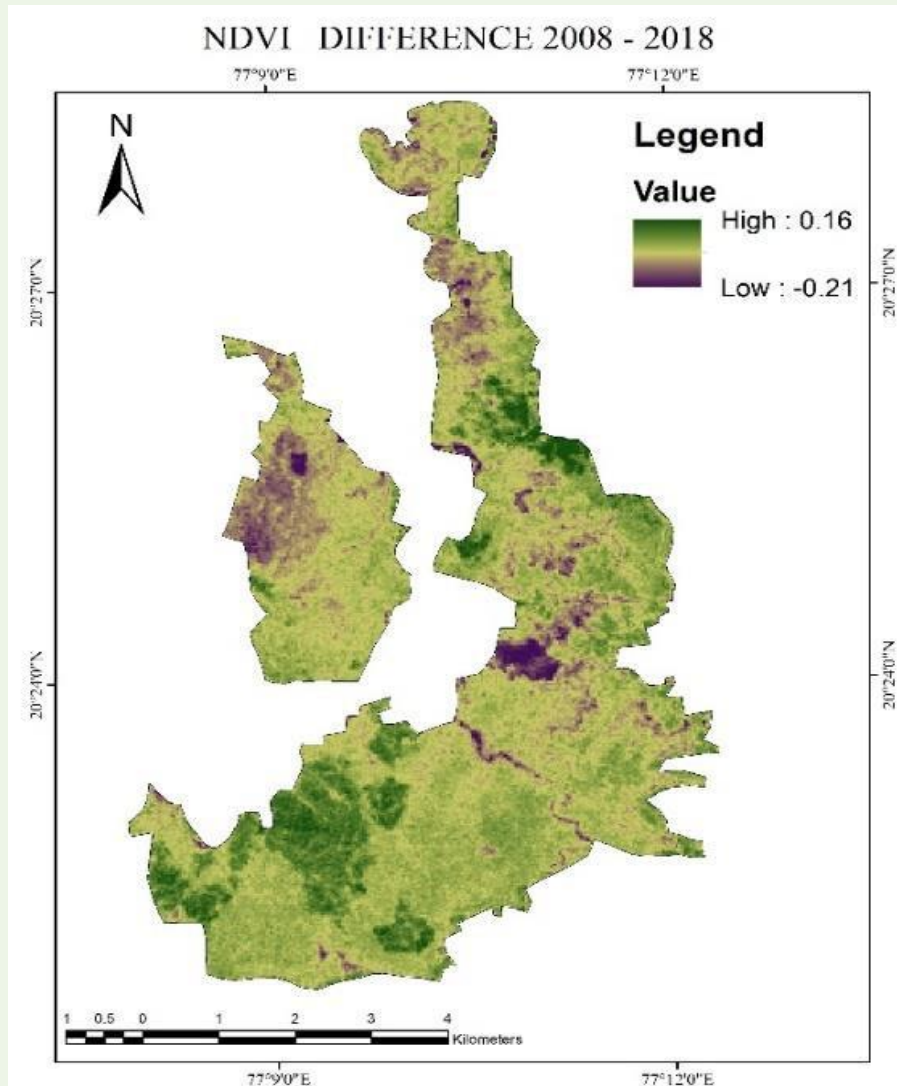 NDVI DIFFERENCE 2008 - 2018
77°9'0"E 77°12'0"E
N
Legend
Value
High : 0.16
Low : -0.21
20°27'0"N 20°27'0"N
20°24'0"N 20°24'0"N
1 0.5 0 1 2 3 4
Kilometers
77°9'0"E 77°12'0"E